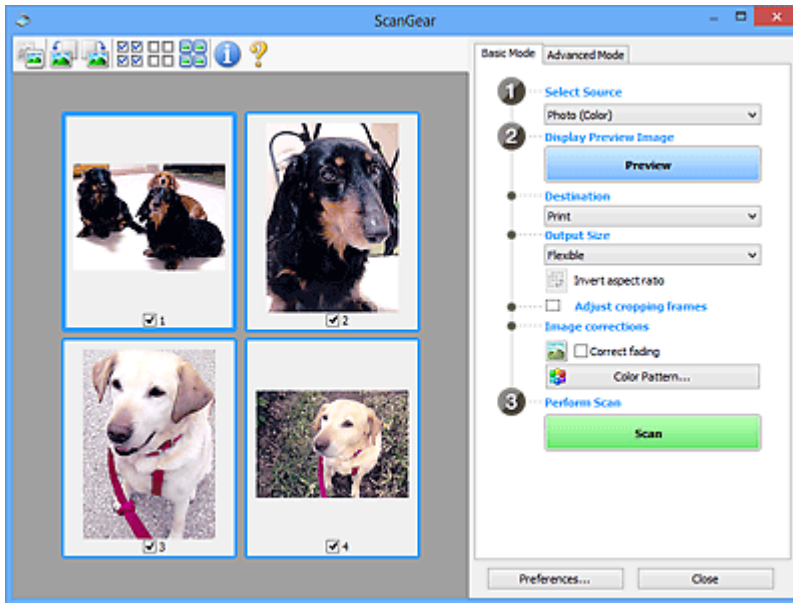 ScanGear
Basic Mode
Advanced Mode
1
Select Source
Photo (Color)
2
Display Preview Image
Preview
Destination
Print
Output Size
Flexible
Invert aspect ratio
Adjust cropping frames
Image corrections
Correct fading
Color Pattern...
3
Perform Scan
Scan
1
2
3
4
Preferences...
Close